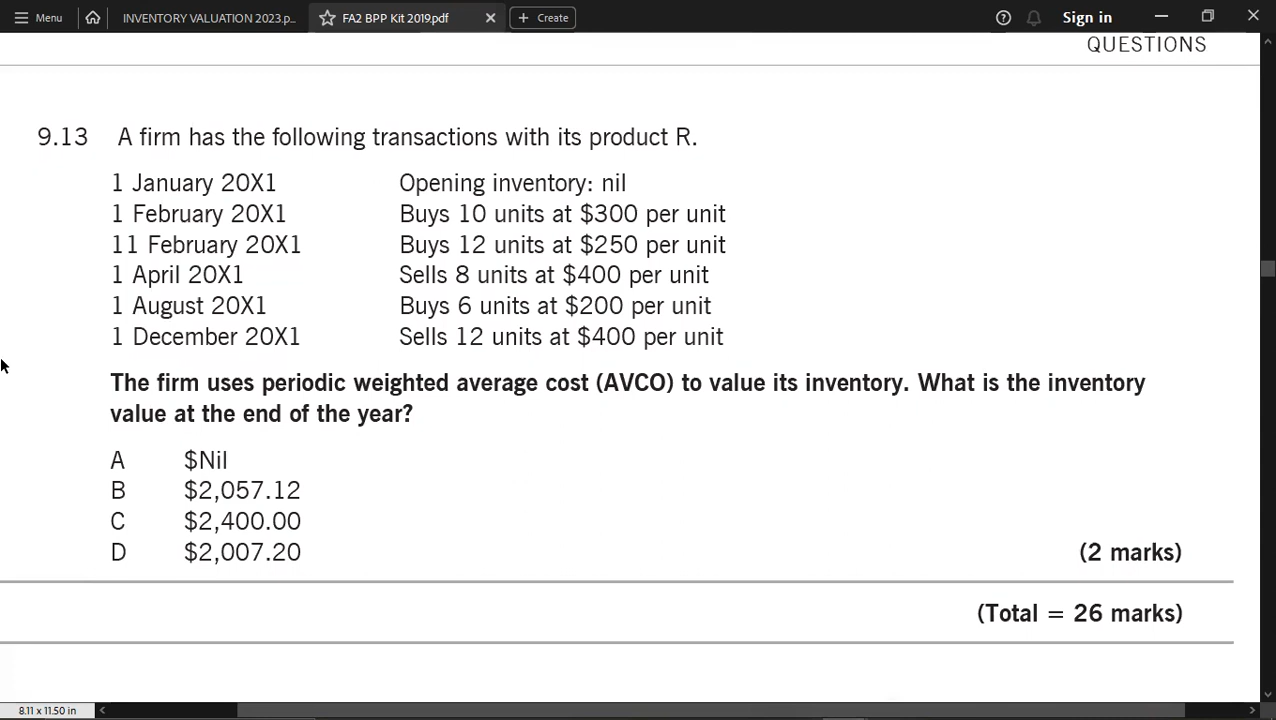 Menu
INVENTORY VALUATION 2023.p...
FA2 BPP Kit 2019.pdf
Create
Sign in
QUESTIONS
9.13 A firm has the following transactions with its product R.
1 January 20X1 Opening inventory: nil
1 February 20X1 Buys 10 units at $300 per unit
11 February 20X1 Buys 12 units at $250 per unit
1 April 20X1 Sells 8 units at $400 per unit
1 August 20X1 Buys 6 units at $200 per unit
1 December 20X1 Sells 12 units at $400 per unit
The firm uses periodic weighted average cost (AVCO) to value its inventory. What is the inventory
value at the end of the year?
A $Nil
B $2,057.12
C $2,400.00
D $2,007.20 (2 marks)
(Total = 26 marks)
8.11 x 11.50 in